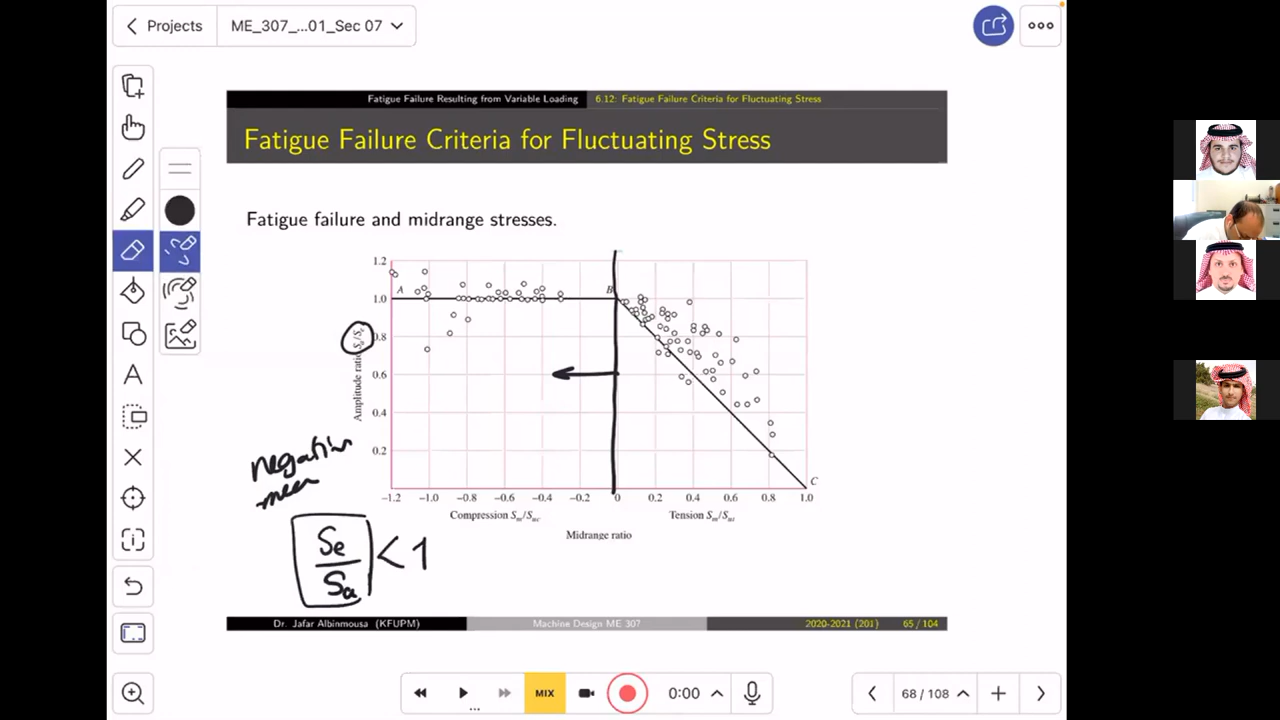 Projects
ME_307_...01_Sec 07
Fatigue Failure Resulting from Variable Loading
6.12: Fatigue Failure Criteria for Fluctuating Stress
Fatigue Failure Criteria for Fluctuating Stress
Fatigue failure and midrange stresses.
1.2
1.0
0.8
0.6
0.4
0.2
Amplitude ratio Sa/Se
A
B
C
-1.2 -1.0 -0.8 -0.6 -0.4 -0.2 0 0.2 0.4 0.6 0.8 1.0
Compression Sm/Suc
Tension Sm/Sut
Midrange ratio
negative
mean
Se
Sa
< 1
Dr. Jafar Albinmousa (KFUPM)
Machine Design ME 307
2020-2021 (201)
65 / 104
MIX
0:00
68 / 108